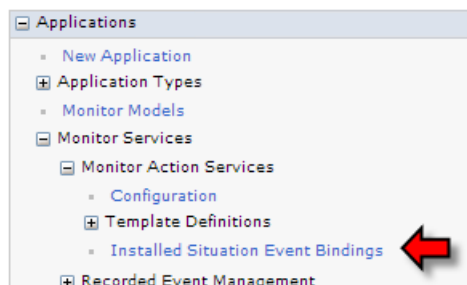 Applications
New Application
Application Types
Monitor Models
Monitor Services
Monitor Action Services
Configuration
Template Definitions
Installed Situation Event Bindings
Recorded Event Management